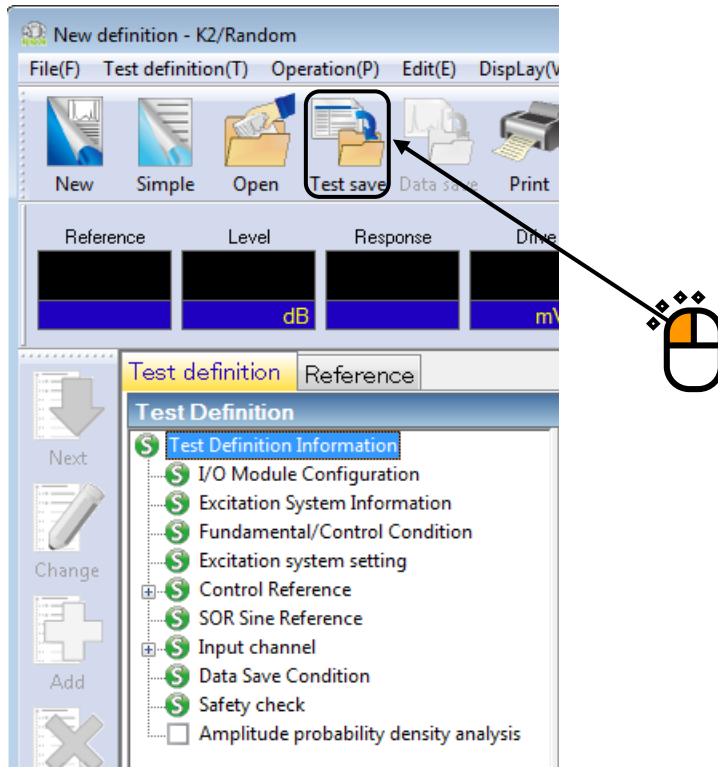 New definition - K2/Random
File(F) Test definition(T) Operation(P) Edit(E) DispLay(V
New Simple Open Test save Data save Print
Reference Level Response Drive
dB mV
Test definition Reference
Test Definition
Next
Change
Add
S Test Definition Information
S I/O Module Configuration
S Excitation System Information
S Fundamental/Control Condition
S Excitation system setting
S Control Reference
S SOR Sine Reference
S Input channel
S Data Save Condition
S Safety check
Amplitude probability density analysis